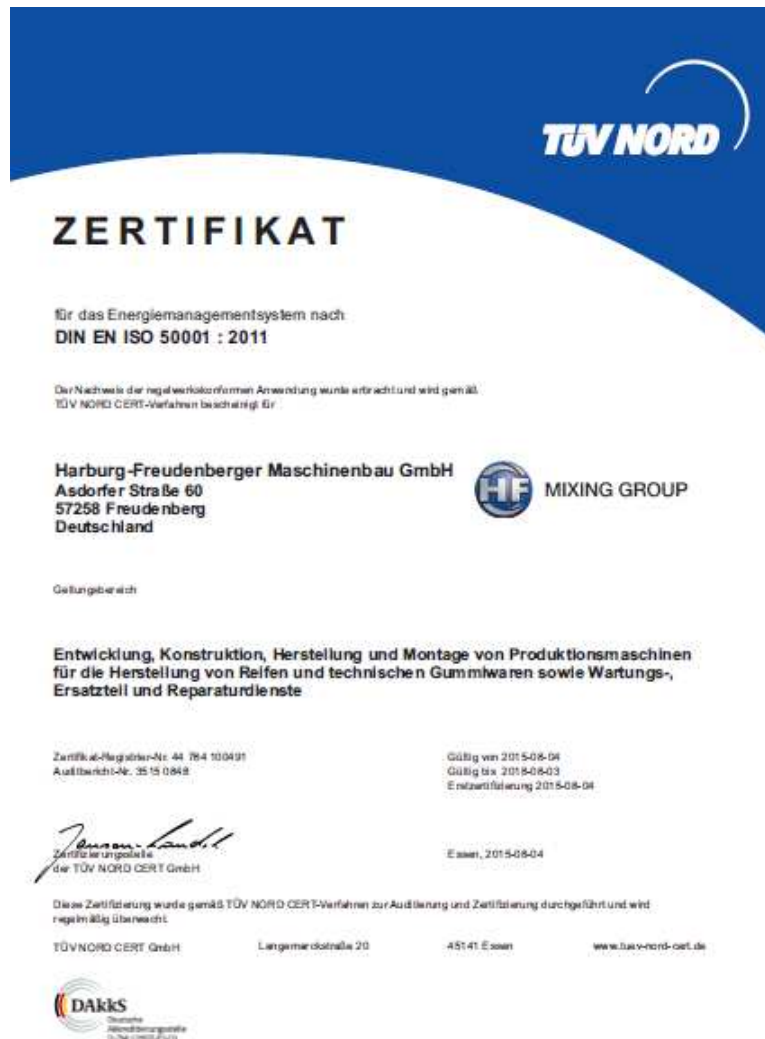 TÜV NORD
ZERTIFIKAT
für das Energiemanagementsystem nach
DIN EN ISO 50001 : 2011
Der Nachweis der regelwerkskonformen Anwendung wurde erbracht und wird gemäß
TÜV NORD CERT-Verfahren bescheinigt für
Harburg-Freudenberger Maschinenbau GmbH
Asdorfer Straße 60
57258 Freudenberg
Deutschland
HF MIXING GROUP
Geltungsbereich
Entwicklung, Konstruktion, Herstellung und Montage von Produktionsmaschinen
für die Herstellung von Reifen und technischen Gummiwaren sowie Wartungs-,
Ersatzteil und Reparaturdienste
Zertifikat-Registrier-Nr. 44 764 100491
Auditbericht-Nr. 3515 0848
Gültig von 2015-08-04
Gültig bis 2018-08-03
Erstzertifizierung 2015-08-04
Zertifizierungsstelle
der TÜV NORD CERT GmbH
Essen, 2015-08-04
Diese Zertifizierung wurde gemäß TÜV NORD CERT-Verfahren zur Auditierung und Zertifizierung durchgeführt und wird
regelmäßig überwacht.
TÜV NORD CERT GmbH Langemarckstraße 20 45141 Essen www.tuev-nord-cert.de
DAkkS
Deutsche
Akkreditierungsstelle